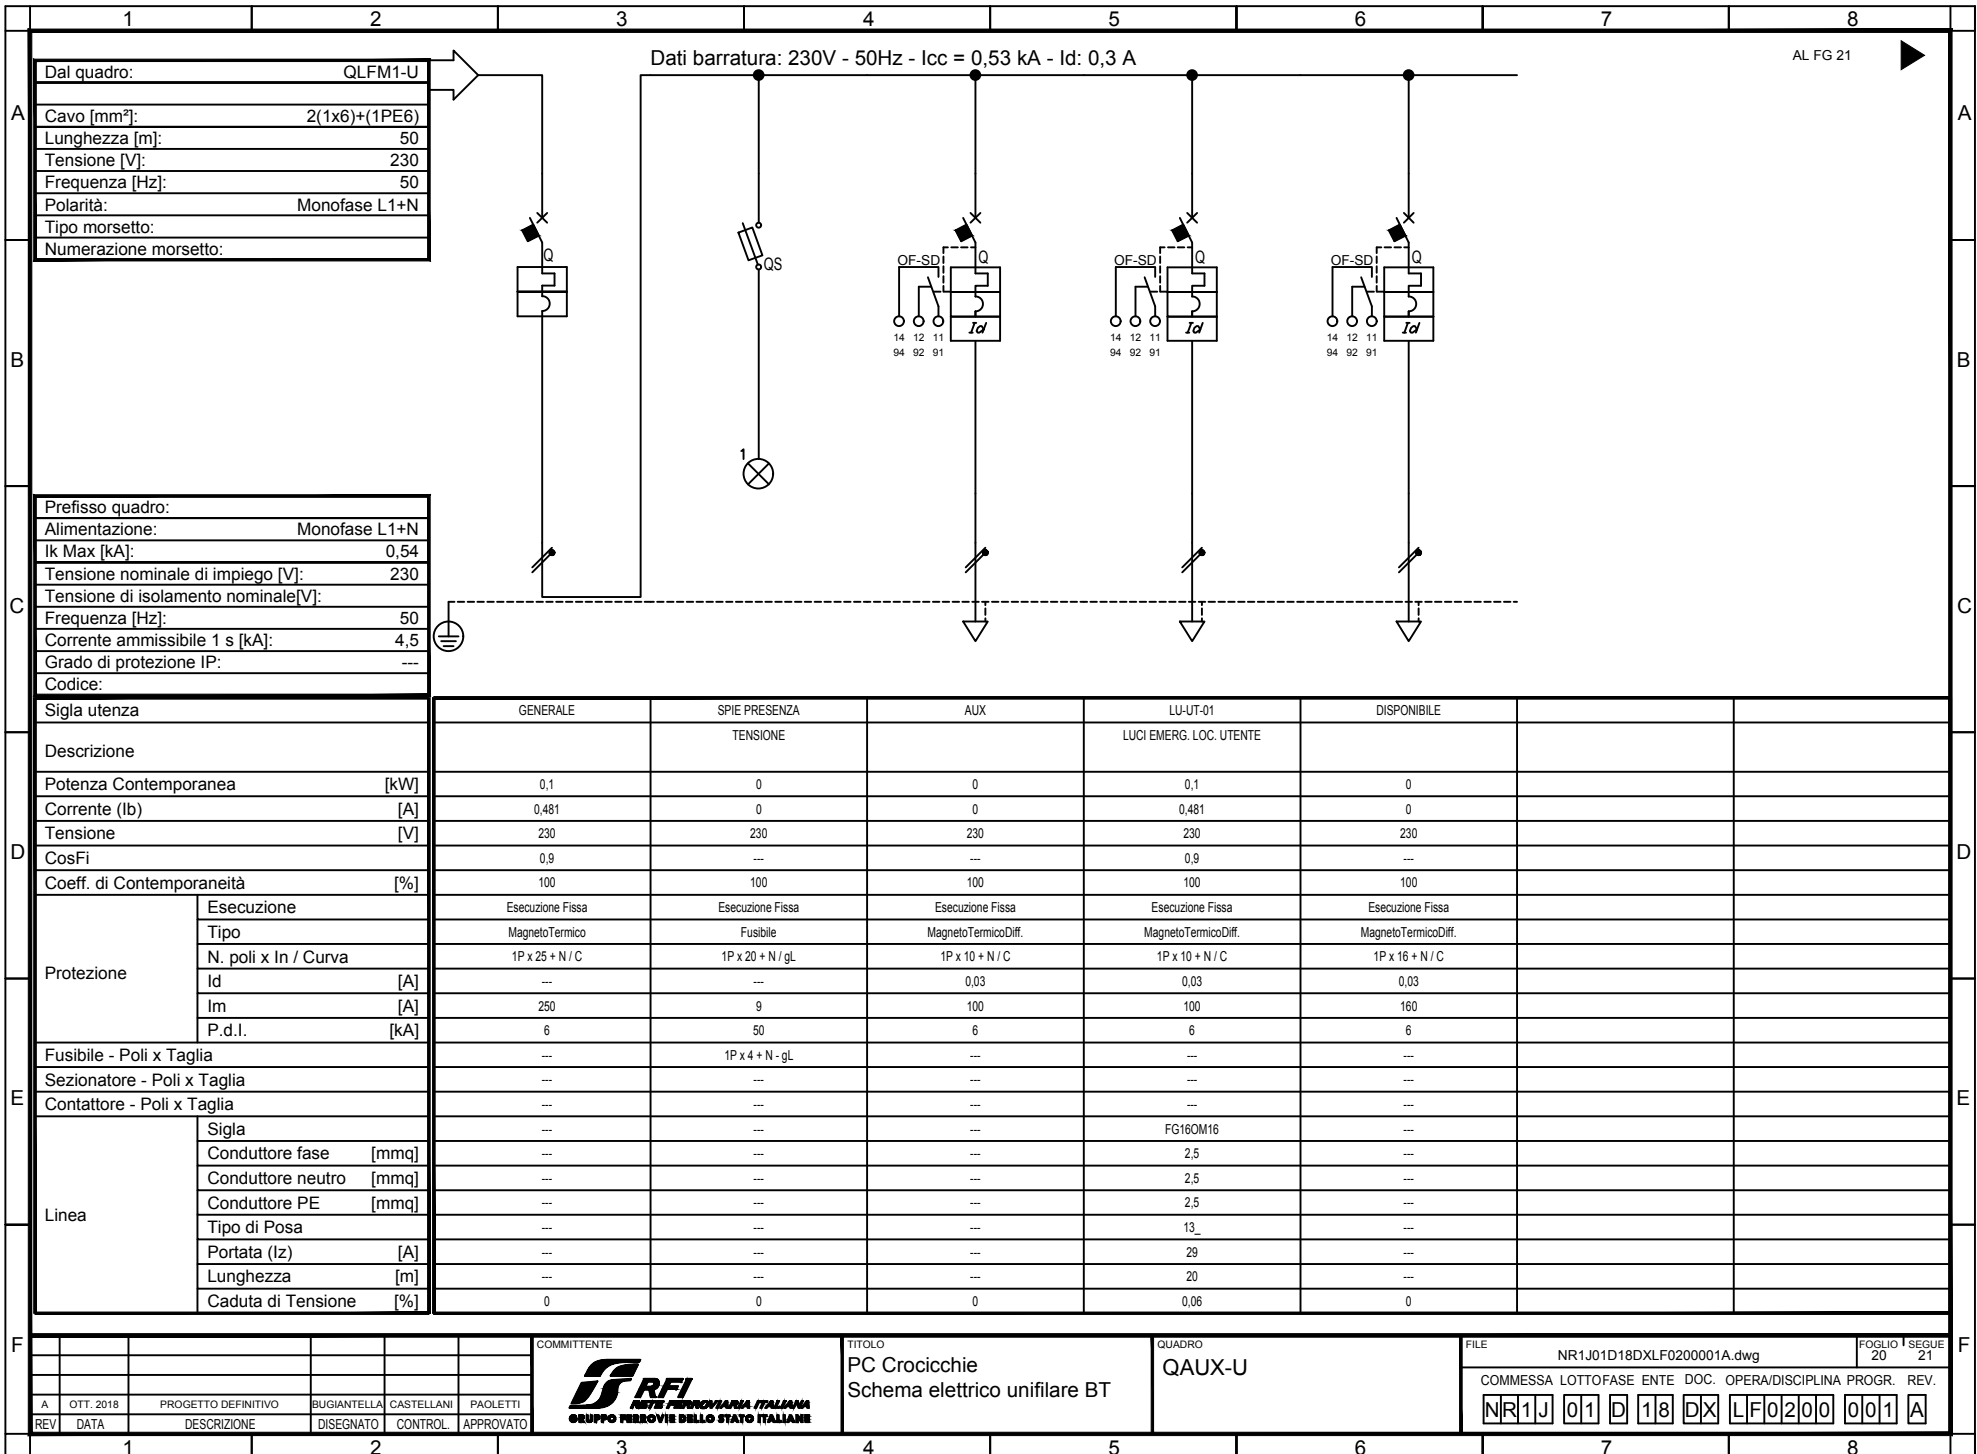 1 2 3 4 5 6 7 8
Dati barratura: 230V - 50Hz - Icc = 0,53 kA - Id: 0,3 A
AL FG 21
Dal quadro: QLFM1-U
Cavo [mm²]: 2(1x6)+(1PE6)
Lunghezza [m]: 50
Tensione [V]: 230
Frequenza [Hz]: 50
Polarità: Monofase L1+N
Tipo morsetto:
Numerazione morsetto:
A A
Q QS OF-SD Q OF-SD Q OF-SD Q
Id Id Id
14 12 11 14 12 11 14 12 11
94 92 91 94 92 91 94 92 91
B B
1
Prefisso quadro:
Alimentazione: Monofase L1+N
Ik Max [kA]: 0,54
Tensione nominale di impiego [V]: 230
Tensione di isolamento nominale[V]:
Frequenza [Hz]: 50
Corrente ammissibile 1 s [kA]: 4,5
Grado di protezione IP: ---
Codice:
C C
Sigla utenza GENERALE SPIE PRESENZA AUX LU-UT-01 DISPONIBILE
Descrizione TENSIONE LUCI EMERG. LOC. UTENTE
Potenza Contemporanea [kW] 0,1 0 0 0,1 0
Corrente (Ib) [A] 0,481 0 0 0,481 0
Tensione [V] 230 230 230 230 230
D D
CosFi 0,9 --- --- 0,9 ---
Coeff. di Contemporaneità [%] 100 100 100 100 100
Protezione
Esecuzione Esecuzione Fissa Esecuzione Fissa Esecuzione Fissa Esecuzione Fissa Esecuzione Fissa
Tipo MagnetoTermico Fusibile MagnetoTermicoDiff. MagnetoTermicoDiff. MagnetoTermicoDiff.
N. poli x In / Curva 1P x 25 + N / C 1P x 20 + N / gL 1P x 10 + N / C 1P x 10 + N / C 1P x 16 + N / C
Id [A] --- --- 0,03 0,03 0,03
Im [A] 250 9 100 100 160
P.d.I. [kA] 6 50 6 6 6
Fusibile - Poli x Taglia --- 1P x 4 + N - gL --- --- ---
Sezionatore - Poli x Taglia --- --- --- --- ---
E E
Contattore - Poli x Taglia --- --- --- --- ---
Linea
Sigla --- --- --- FG16OM16 ---
Conduttore fase [mmq] --- --- --- 2,5 ---
Conduttore neutro [mmq] --- --- --- 2,5 ---
Conduttore PE [mmq] --- --- --- 2,5 ---
Tipo di Posa --- --- --- 13_ ---
Portata (Iz) [A] --- --- --- 29 ---
Lunghezza [m] --- --- --- 20 ---
Caduta di Tensione [%] 0 0 0 0,06 0
F F
A OTT. 2018 PROGETTO DEFINITIVO BUGIANTELLA CASTELLANI PAOLETTI
REV DATA DESCRIZIONE DISEGNATO CONTROL. APPROVATO
COMMITTENTE
RFI
RETE FERROVIARIA ITALIANA
GRUPPO FERROVIE DELLO STATO ITALIANE
TITOLO
PC Crocicchie
Schema elettrico unifilare BT
QUADRO
QAUX-U
FILE
NR1J01D18DXLF0200001A.dwg
FOGLIO SEGUE
20 21
COMMESSA LOTTO FASE ENTE DOC. OPERA/DISCIPLINA PROGR. REV.
NR1J 01 D 18 DX LF0200 001 A
1 2 3 4 5 6 7 8